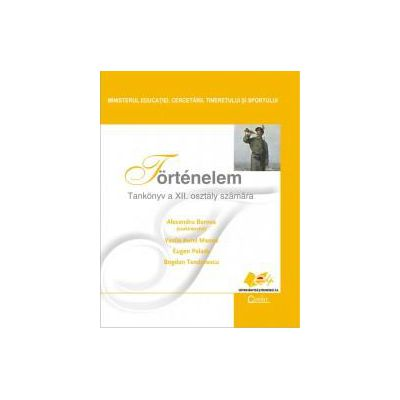 MINISTERUL EDUCAȚIEI, CERCETĂRII, TINERETULUI ȘI SPORTULUI
Történelem
Tankönyv a XII. osztály számára
Alexandru Barnea
Vasile Aurel Manea
Eugen Palade
Bogdan Teodorescu
Corint